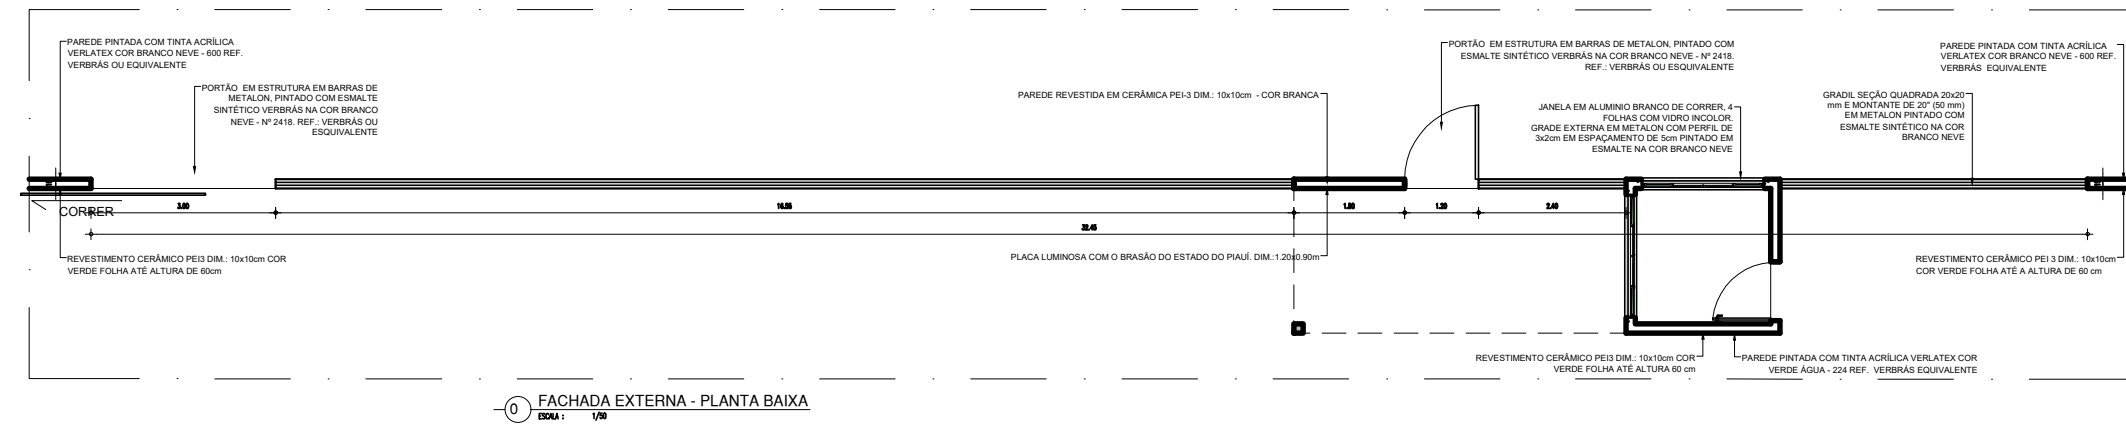 PAREDE PINTADA COM TINTA ACRÍLICA
VERLATEX COR BRANCO NEVE - 600 REF.
VERBRÁS OU EQUIVALENTE
PORTÃO EM ESTRUTURA EM BARRAS DE
METALON, PINTADO COM ESMALTE
SINTÉTICO VERBRÁS NA COR BRANCO
NEVE - Nº 2418. REF.: VERBRÁS OU
ESQUIVALENTE
PAREDE REVESTIDA EM CERÂMICA PEI-3 DIM.: 10x10cm - COR BRANCA
PORTÃO EM ESTRUTURA EM BARRAS DE METALON, PINTADO COM
ESMALTE SINTÉTICO VERBRÁS NA COR BRANCO NEVE - Nº 2418.
REF.: VERBRÁS OU ESQUIVALENTE
JANELA EM ALUMINIO BRANCO DE CORRER, 4
FOLHAS COM VIDRO INCOLOR.
GRADE EXTERNA EM METALON COM PERFIL DE
3x2cm EM ESPAÇAMENTO DE 5cm PINTADO EM
ESMALTE NA COR BRANCO NEVE
GRADIL SEÇÃO QUADRADA 20x20
mm E MONTANTE DE 20" (50 mm)
EM METALON PINTADO COM
ESMALTE SINTÉTICO NA COR
BRANCO NEVE
PAREDE PINTADA COM TINTA ACRÍLICA
VERLATEX COR BRANCO NEVE - 600 REF.
VERBRÁS EQUIVALENTE
CORRER
3.00
16.55
1.80
1.20
2.40
32.45
REVESTIMENTO CERÂMICO PEI3 DIM.: 10x10cm COR
VERDE FOLHA ATÉ ALTURA DE 60cm
PLACA LUMINOSA COM O BRASÃO DO ESTADO DO PIAUÍ. DIM.:1.20x0.90m
REVESTIMENTO CERÂMICO PEI 3 DIM.: 10x10cm
COR VERDE FOLHA ATÉ A ALTURA DE 60 cm
REVESTIMENTO CERÂMICO PEI3 DIM.: 10x10cm COR
VERDE FOLHA ATÉ ALTURA 60 cm
PAREDE PINTADA COM TINTA ACRÍLICA VERLATEX COR
VERDE ÁGUA - 224 REF. VERBRÁS EQUIVALENTE
0
FACHADA EXTERNA - PLANTA BAIXA
ESCALA : 1/50